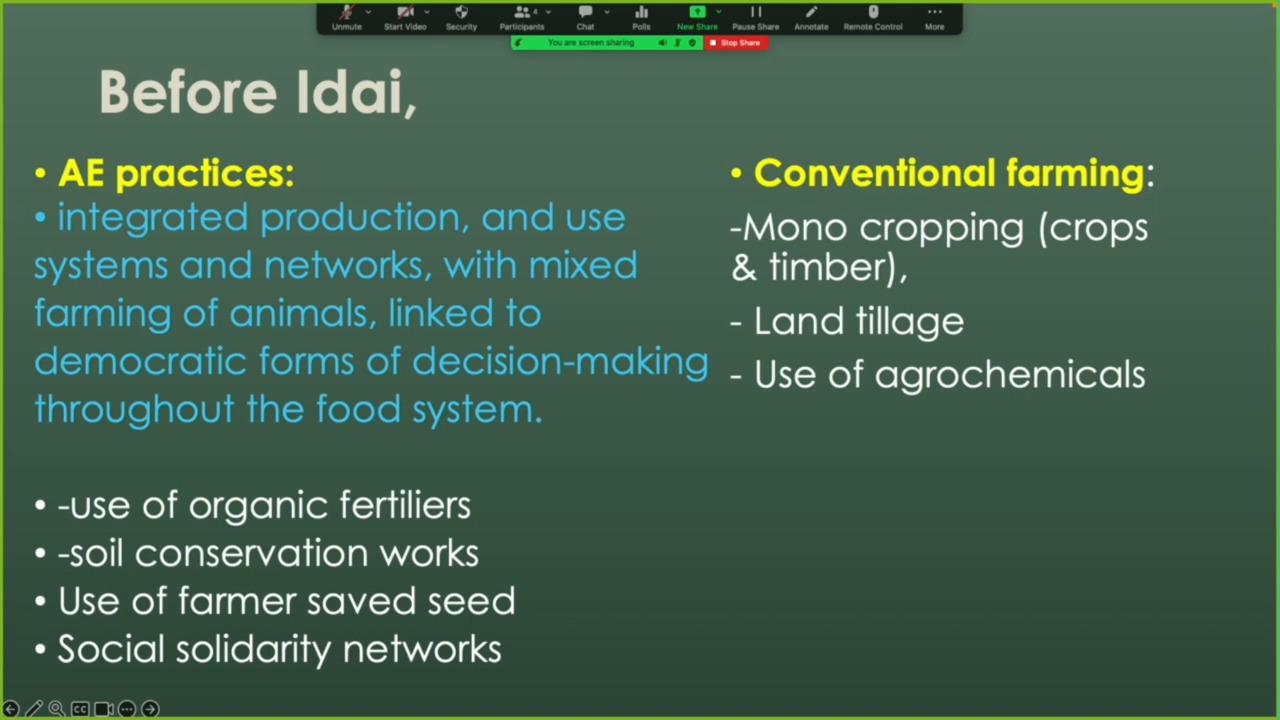 Unmute
Start Video
Security
Participants
4
Chat
Polls
New Share
Pause Share
Annotate
Remote Control
More
You are screen sharing
Stop Share
Before Idai,
• AE practices:
• integrated production, and use
systems and networks, with mixed
farming of animals, linked to
democratic forms of decision-making
throughout the food system.
• -use of organic fertiliers
• -soil conservation works
• Use of farmer saved seed
• Social solidarity networks
• Conventional farming:
-Mono cropping (crops
& timber),
- Land tillage
- Use of agrochemicals
CC